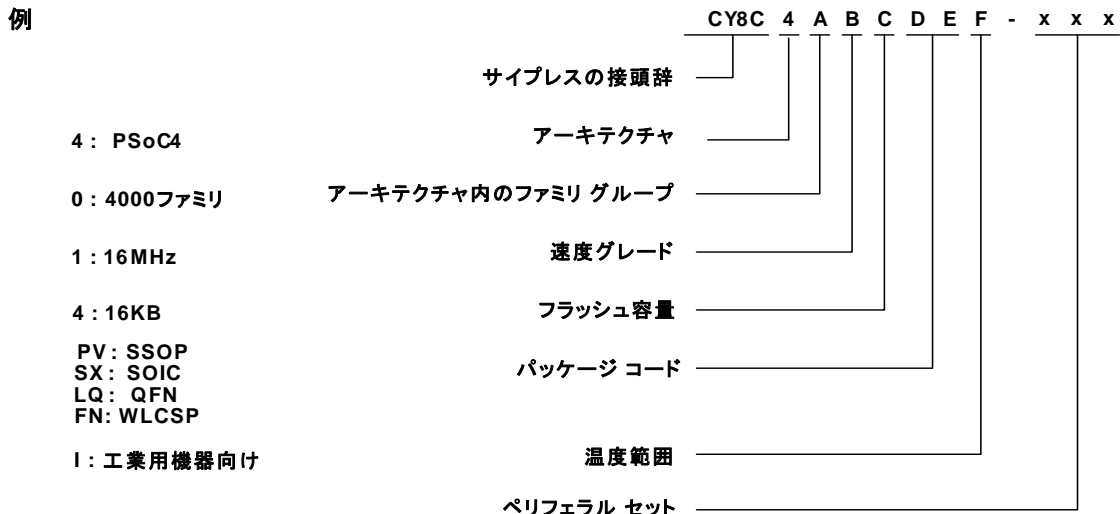 例
CY8C 4 A B C D E F - x x x
サイプレスの接頭辞
4 : PSoC4 アーキテクチャ
0 : 4000ファミリ アーキテクチャ内のファミリ グループ
1 : 16MHz 速度グレード
4 : 16KB フラッシュ容量
PV : SSOP
SX : SOIC
LQ : QFN
FN: WLCSP
パッケージ コード
I : 工業用機器向け 温度範囲
ペリフェラル セット